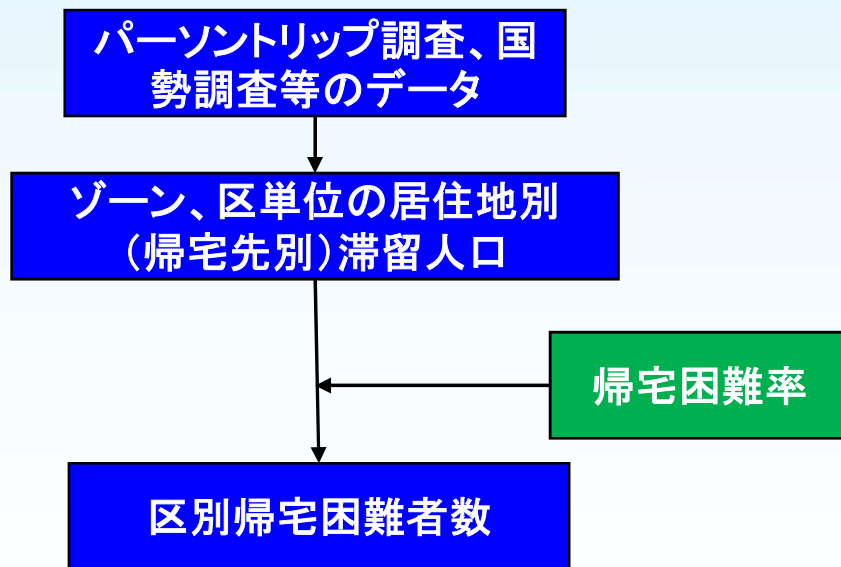 パーソントリップ調査、国
勢調査等のデータ
ゾーン、区単位の居住地別
（帰宅先別）滞留人口
帰宅困難率
区別帰宅困難者数